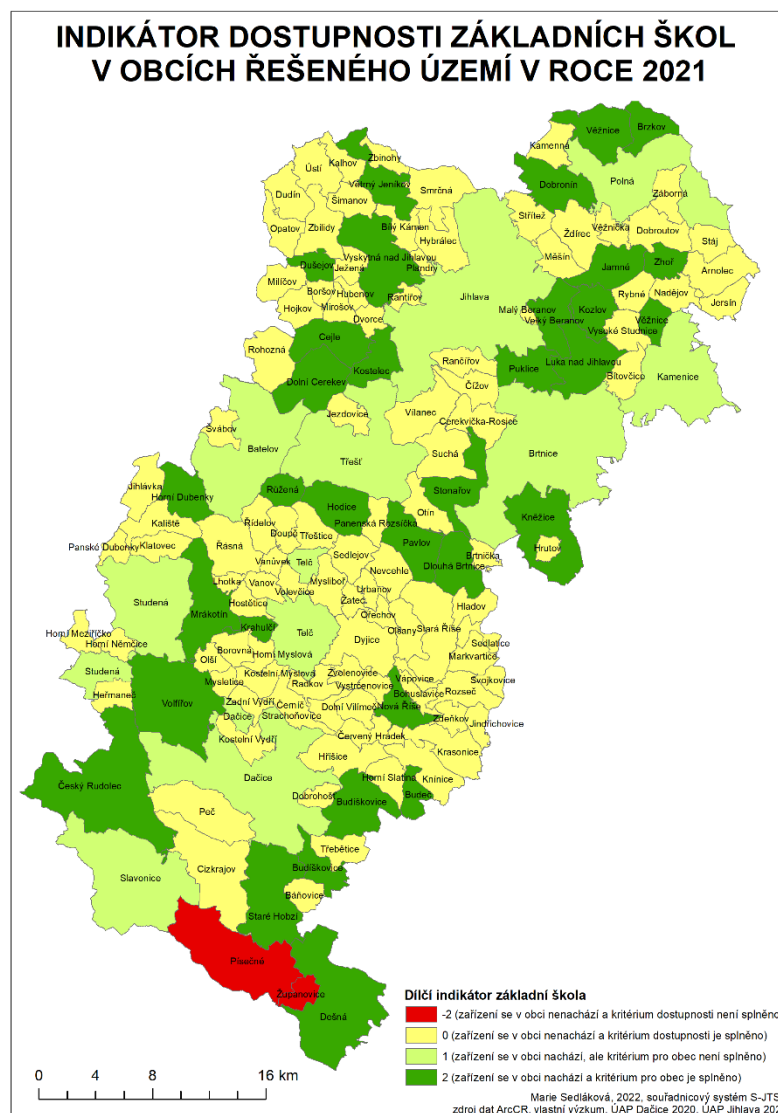 INDIKÁTOR DOSTUPNOSTI ZÁKLADNÍCH ŠKOL
V OBCÍCH ŘEŠENÉHO ÚZEMÍ V ROCE 2021
Věžnice
Brzkov
Kamenná
Zbinohy
Kalhov
Ústí
Větrný Jeníkov
Smrčná
Dobronín
Polná
Záborná
Dudín
Šimanov
Opatov
Zbilidy
Bílý Kámen
Hybrálec
Střítež
Ždírec
Věžnička
Dobroutov
Stáj
Měšín
Vyskytná nad Jihlavou
Dušejov
Ježená
Plandry
Jamné
Zhoř
Arnolec
Milíčov
Boršov
Hubenov
Rantířov
Jihlava
Rybné
Nadějov
Jersín
Hojkov
Mirošov
Dvorce
Malý Beranov
Velký Beranov
Kozlov
Vysoké Studnice
Věžnice
Cejle
Rohozná
Kostelec
Dolní Cerekev
Rančířov
Čížov
Puklice
Luka nad Jihlavou
Bítovčice
Kamenice
Jezdovice
Vílanec
Cerekvička-Rosice
Švábov
Batelov
Třešť
Suchá
Brtnice
Jihlávka
Horní Dubenky
Růžená
Hodice
Stonařov
Otín
Kněžice
Kaliště
Řídelov
Doupě
Třeštice
Panenská Rozsíčka
Pavlov
Hrutov
Panské Dubenky
Klatovec
Řásná
Sedlejov
Brtnička
Dlouhá Brtnice
Vanůvek
Telč
Nevcehle
Lhotka
Vanov
Volevčice
Mysliboř
Urbanov
Studená
Hostětice
Žatec
Hladov
Mrákotín
Krahulčí
Telč
Ořechov
Olšany
Stará Říše
Horní Meziříčko
Horní Němčice
Borovná
Olší
Horní Myslová
Dyjice
Sedlatice
Markvartice
Studená
Mysletice
Kostelní Myslová
Radkov
Zvolenovice
Vystrčenovice
Vápovice
Bohuslavice
Rozseč
Svojkovice
Heřmaneč
Volfířov
Zadní Vydří
Černíč
Dolní Vilímeč
Nová Říše
Dačice
Strachoňovice
Zdeňkov
Jindřichovice
Kostelní Vydří
Červený Hrádek
Krasonice
Hříšice
Český Rudolec
Dačice
Horní Slatina
Knínice
Dobrohošť
Budíškovice
Budeč
Peč
Třebětice
Slavonice
Cizkrajov
Budíškovice
Báňovice
Staré Hobzí
Písečné
Županovice
Dešná
Dílčí indikátor základní škola
-2 (zařízení se v obci nenachází a kritérium dostupnosti není splněno
0 (zařízení se v obci nenachází a kritérium dostupnosti je splněno)
1 (zařízení se v obci nachází, ale kritérium pro obec není splněno)
2 (zařízení se v obci nachází a kritérium pro obec je splněno)
0 4 8 16 km
Marie Sedláková, 2022, souřadnicový systém S-JTS
zdroj dat ArcČR, vlastní výzkum, ÚAP Dačice 2020, ÚAP Jihlava 202